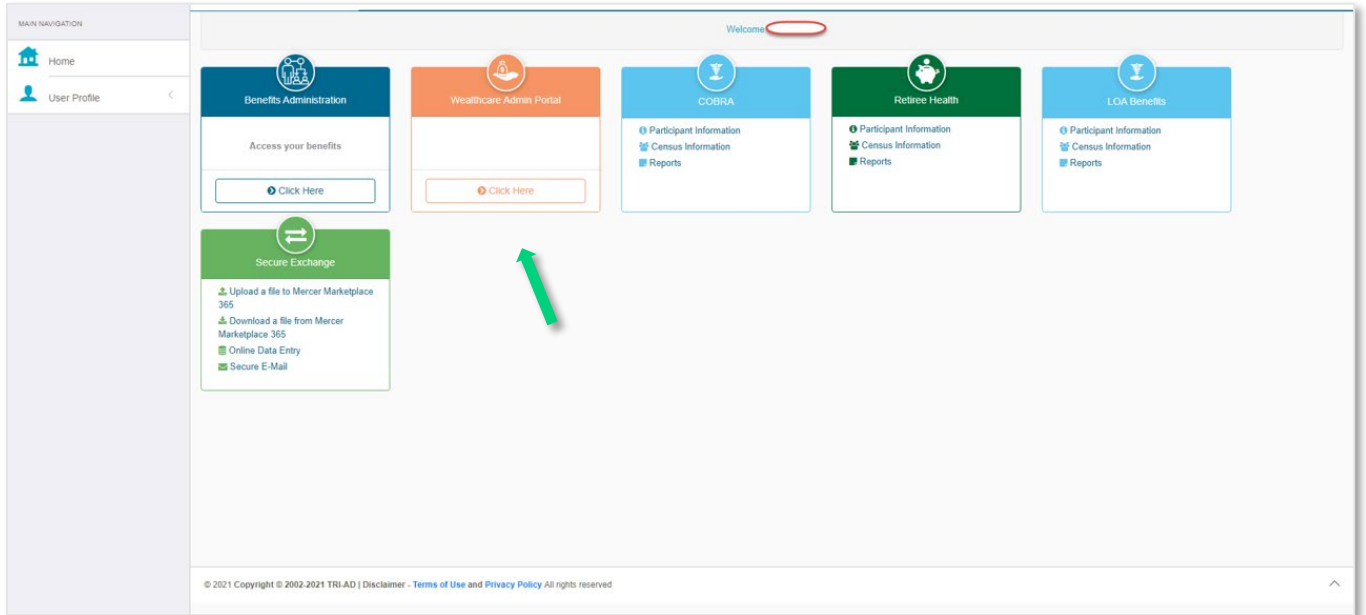 MAIN NAVIGATION
Home
User Profile
Welcome
Benefits Administration
Access your benefits
Click Here
Wealthcare Admin Portal
Click Here
COBRA
Participant Information
Census Information
Reports
Retiree Health
Participant Information
Census Information
Reports
LOA Benefits
Participant Information
Census Information
Reports
Secure Exchange
Upload a file to Mercer Marketplace
365
Download a file from Mercer
Marketplace 365
Online Data Entry
Secure E-Mail
© 2021 Copyright © 2002-2021 TRI-AD | Disclaimer - Terms of Use and Privacy Policy All rights reserved